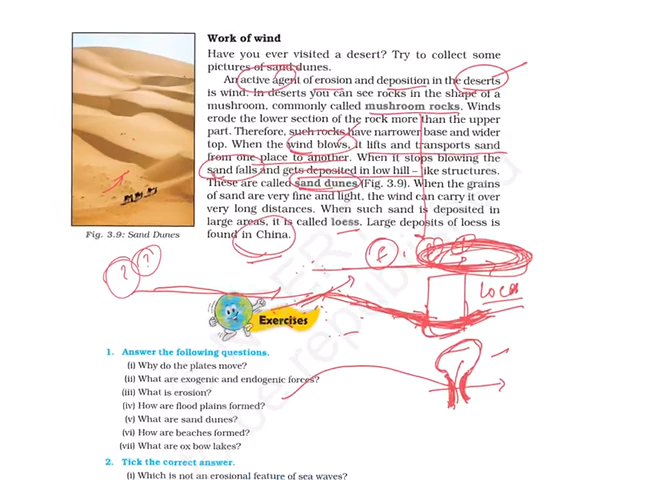 Work of wind
Have you ever visited a desert? Try to collect some
pictures of sand dunes.
An active agent of erosion and deposition in the deserts
is wind. In deserts you can see rocks in the shape of a
mushroom, commonly called mushroom rocks. Winds
erode the lower section of the rock more than the upper
part. Therefore, such rocks have narrower base and wider
top. When the wind blows, it lifts and transports sand
from one place to another. When it stops blowing the
sand falls and gets deposited in low hill – like structures.
These are called sand dunes (Fig. 3.9). When the grains
of sand are very fine and light, the wind can carry it over
very long distances. When such sand is deposited in
large areas, it is called loess. Large deposits of loess is
found in China.
Fig. 3.9: Sand Dunes
? ?
Exercises
1. Answer the following questions.
(i) Why do the plates move?
(ii) What are exogenic and endogenic forces?
(iii) What is erosion?
(iv) How are flood plains formed?
(v) What are sand dunes?
(vi) How are beaches formed?
(vii) What are ox bow lakes?
2. Tick the correct answer.
(i) Which is not an erosional feature of sea waves?